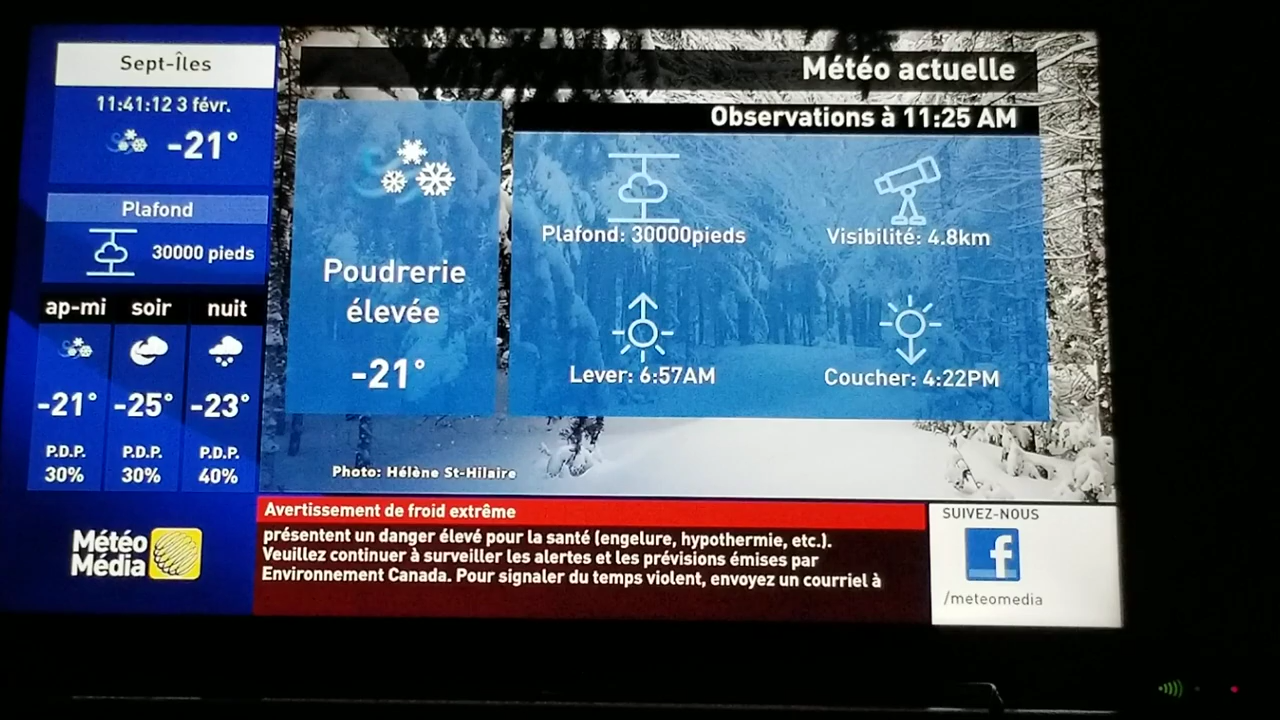 Sept-Îles
11:41:12 3 févr.
-21°
Plafond
30000 pieds
ap-mi soir nuit
-21° -25° -23°
P.D.P. P.D.P. P.D.P.
30% 30% 40%
Météo
Média
Météo actuelle
Observations à 11:25 AM
Poudrerie
élevée
-21°
Plafond: 30000pieds
Visibilité: 4.8km
Lever: 6:57AM
Coucher: 4:22PM
Photo: Hélène St-Hilaire
Avertissement de froid extrême
présentent un danger élevé pour la santé (engelure, hypothermie, etc.).
Veuillez continuer à surveiller les alertes et les prévisions émises par
Environnement Canada. Pour signaler du temps violent, envoyez un courriel à
SUIVEZ-NOUS
f
/meteomedia